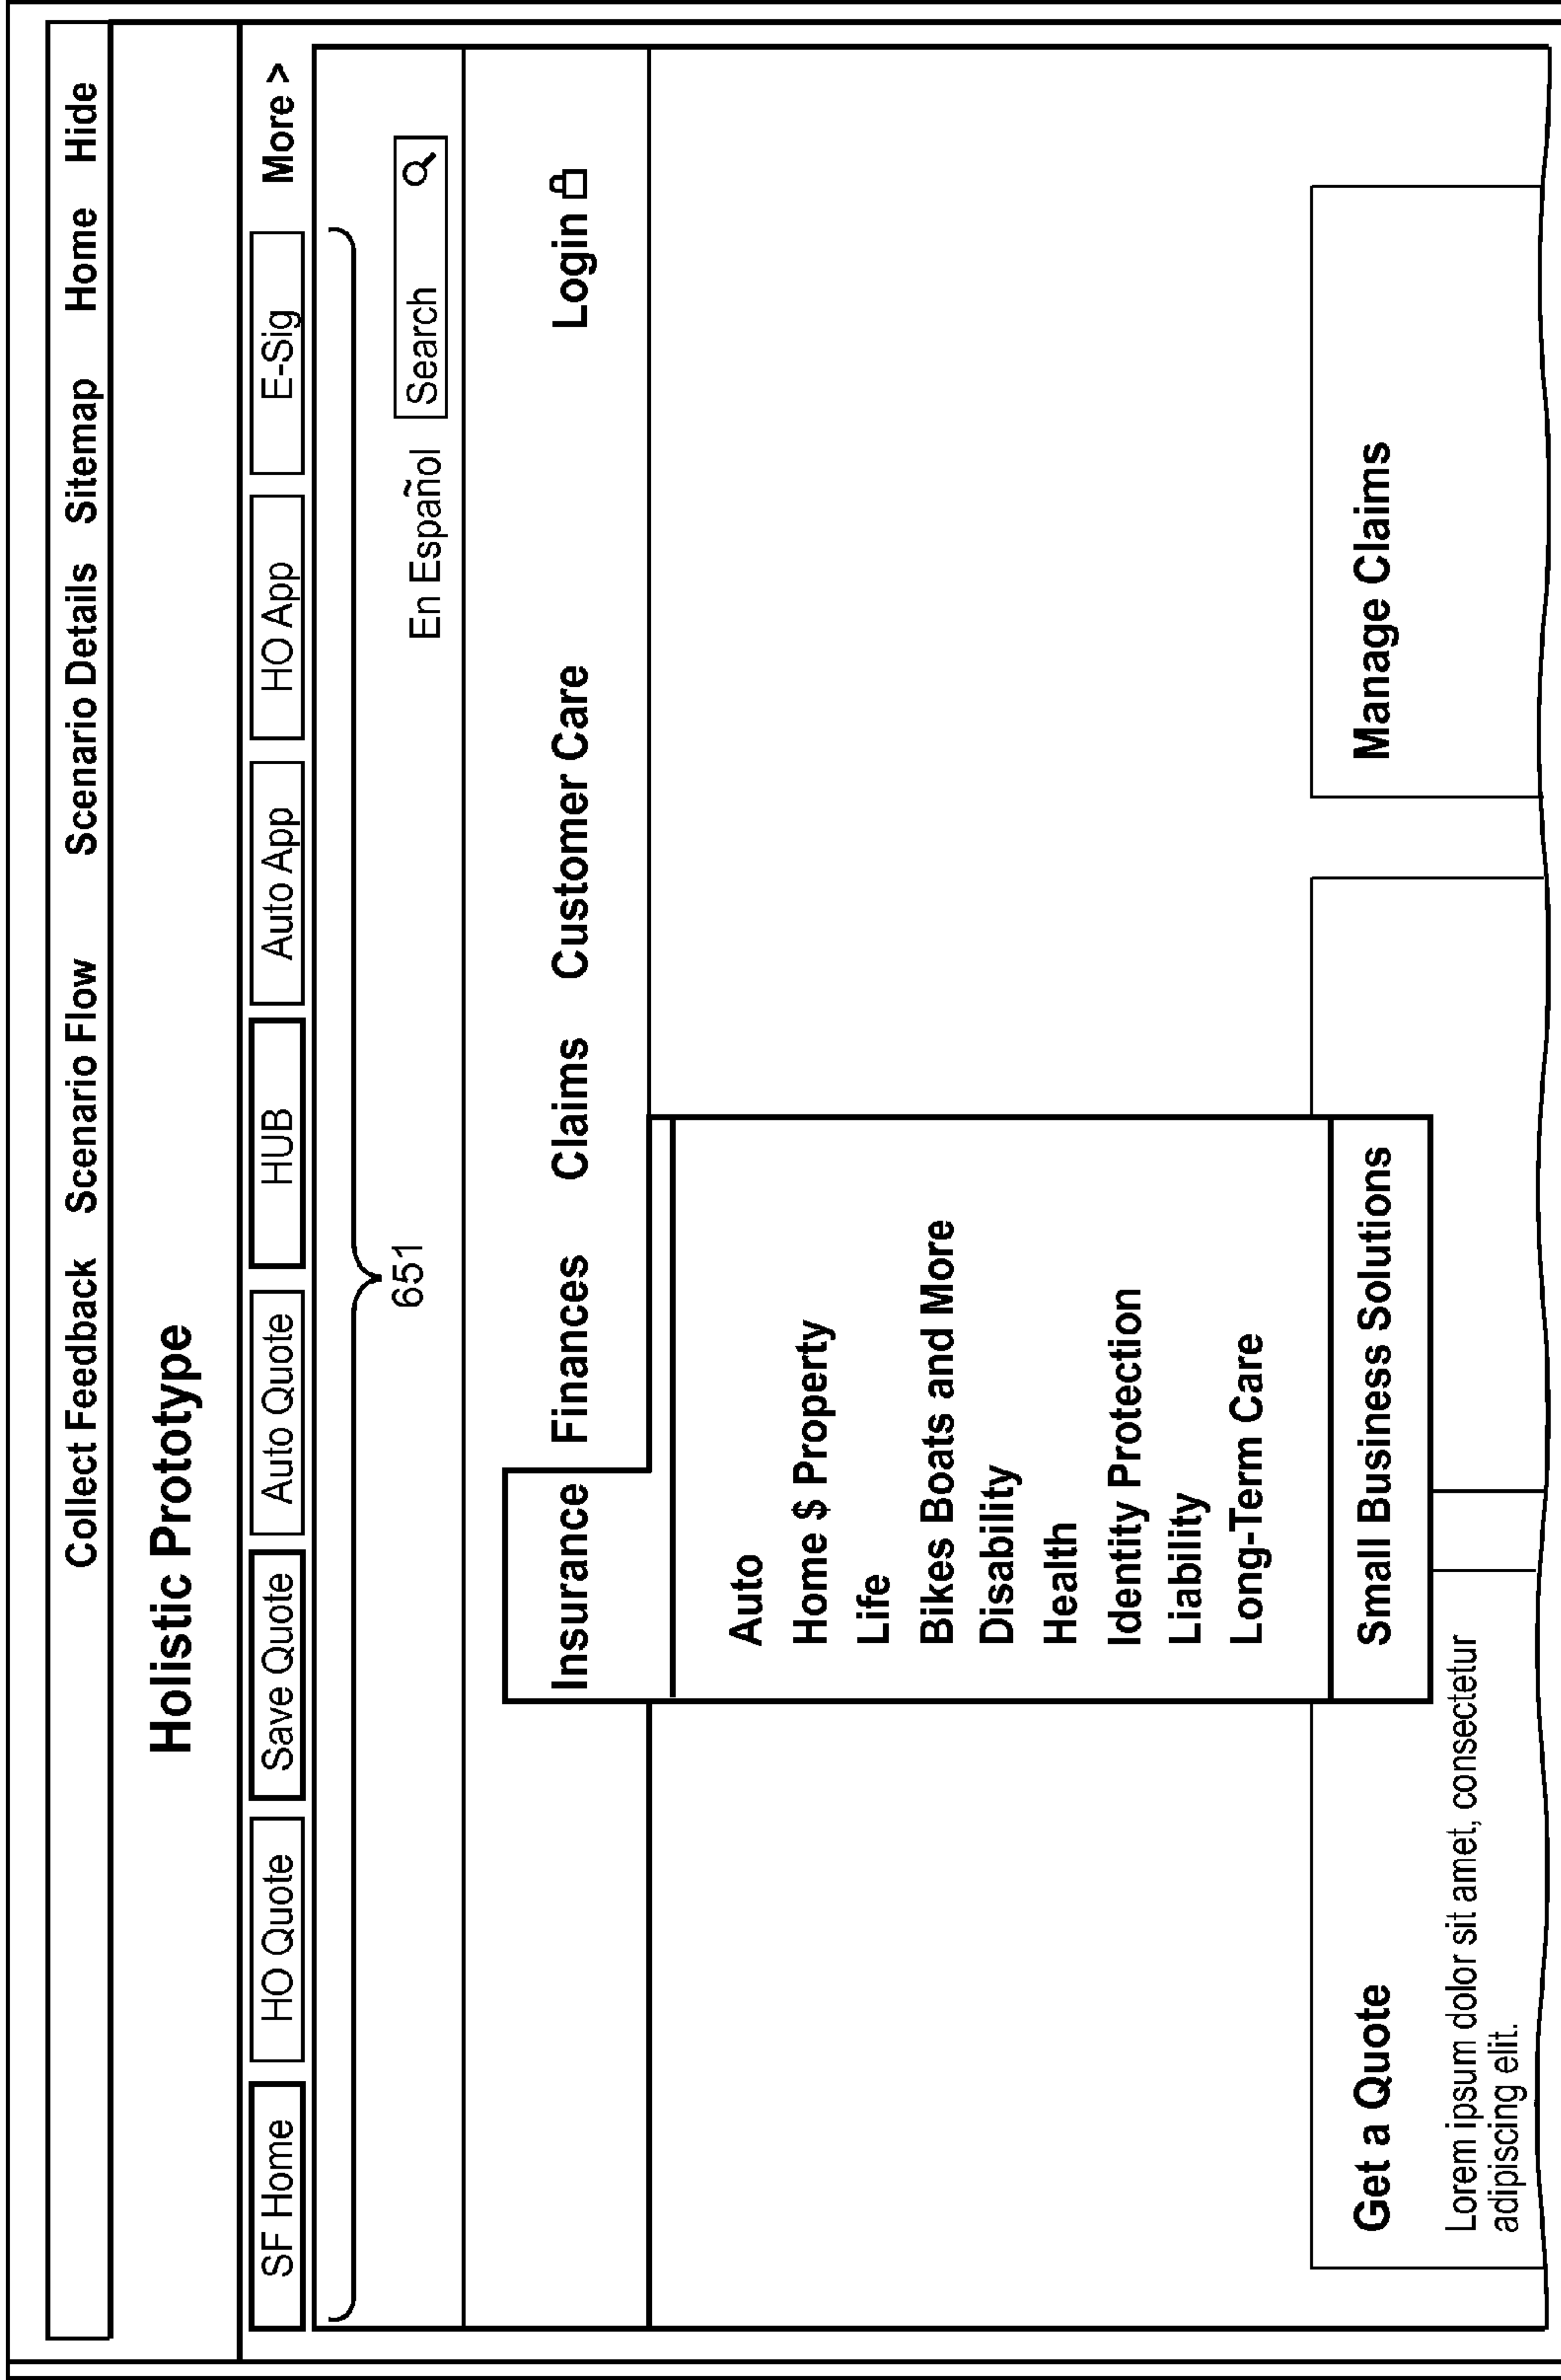 Collect Feedback Scenario Flow Scenario Details Sitemap Home Hide
Holistic Prototype
SF Home HO Quote Save Quote Auto Quote HUB Auto App HO App E-Sig More >
651
En Español Search
Insurance Finances Claims Customer Care Login
Auto
Home $ Property
Life
Bikes Boats and More
Disability
Health
Identity Protection
Liability
Long-Term Care
Small Business Solutions
Get a Quote
Lorem ipsum dolor sit amet, consectetur
adipiscing elit.
Manage Claims